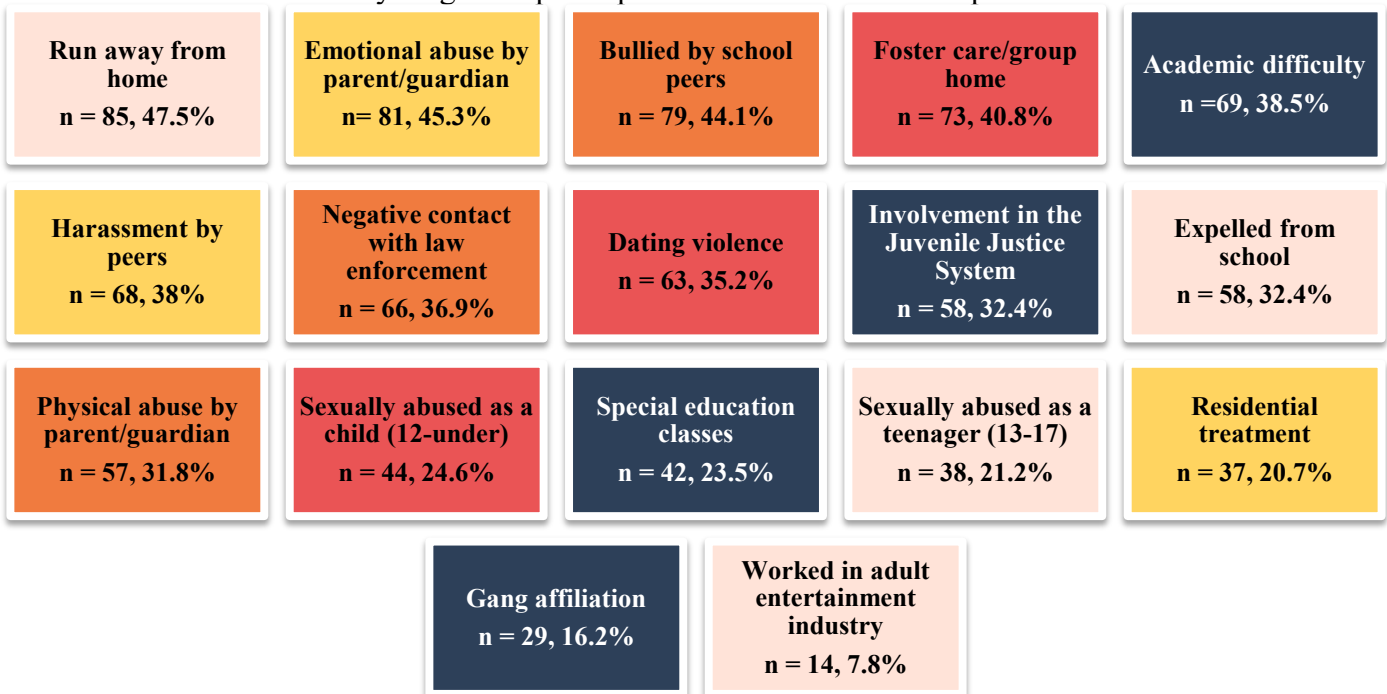 Run away from
home
n = 85, 47.5%
Emotional abuse by
parent/guardian
n= 81, 45.3%
Bullied by school
peers
n = 79, 44.1%
Foster care/group
home
n = 73, 40.8%
Academic difficulty
n =69, 38.5%
Harassment by
peers
n = 68, 38%
Negative contact
with law
enforcement
n = 66, 36.9%
Dating violence
n = 63, 35.2%
Involvement in the
Juvenile Justice
System
n = 58, 32.4%
Expelled from
school
n = 58, 32.4%
Physical abuse by
parent/guardian
n = 57, 31.8%
Sexually abused as a
child (12-under)
n = 44, 24.6%
Special education
classes
n = 42, 23.5%
Sexually abused as a
teenager (13-17)
n = 38, 21.2%
Residential
treatment
n = 37, 20.7%
Gang affiliation
n = 29, 16.2%
Worked in adult
entertainment
industry
n = 14, 7.8%